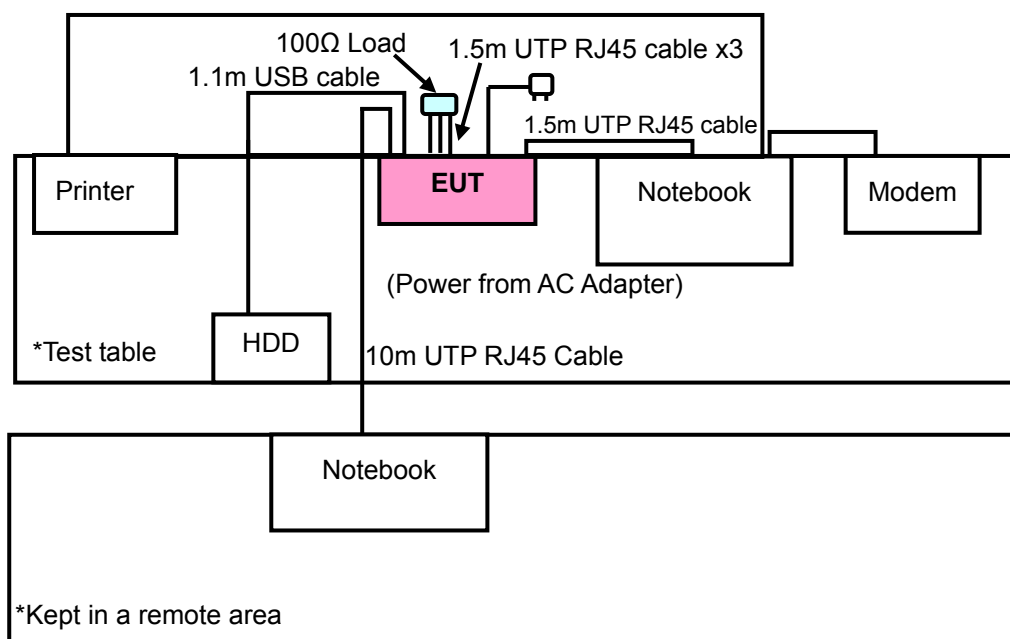 100Ω Load
1.5m UTP RJ45 cable x3
1.1m USB cable
1.5m UTP RJ45 cable
Printer
EUT
Notebook
Modem
(Power from AC Adapter)
*Test table
HDD
10m UTP RJ45 Cable
Notebook
*Kept in a remote area